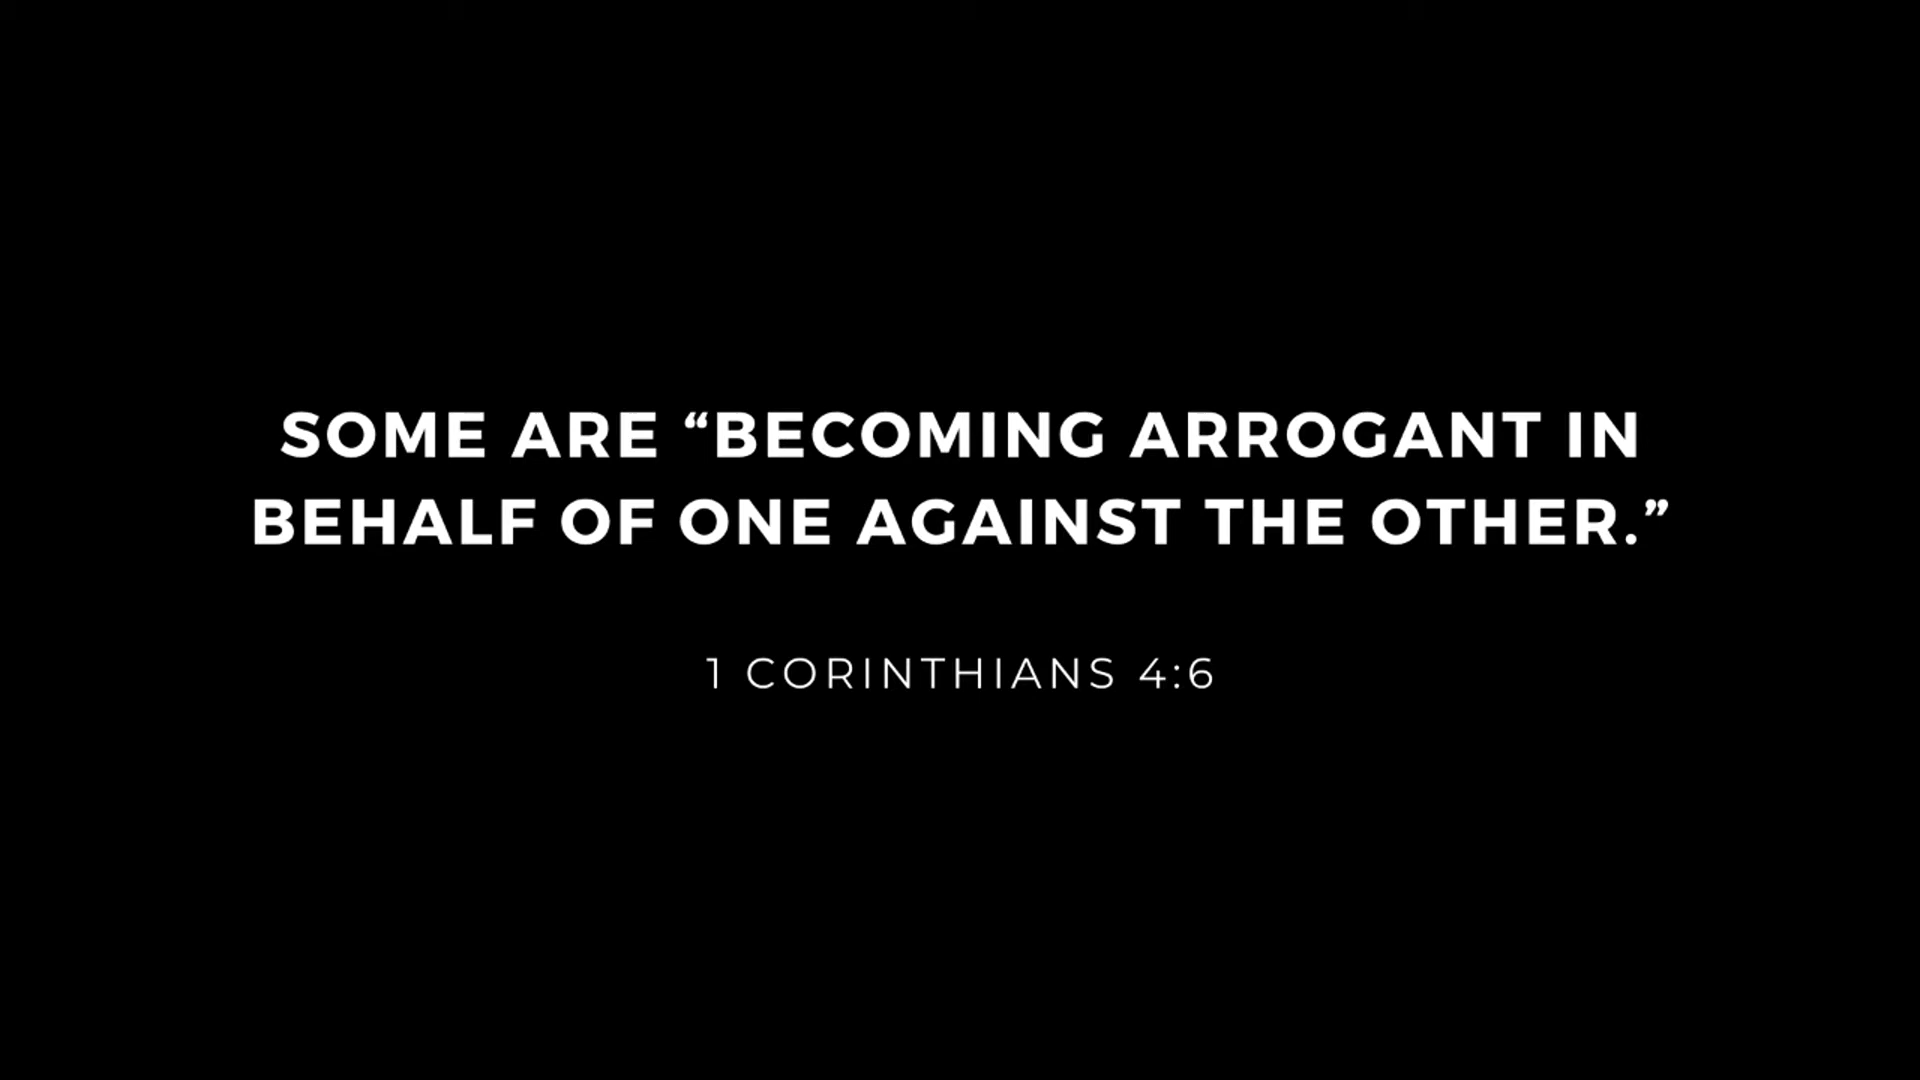 SOME ARE “BECOMING ARROGANT IN
BEHALF OF ONE AGAINST THE OTHER.”
1 CORINTHIANS 4:6